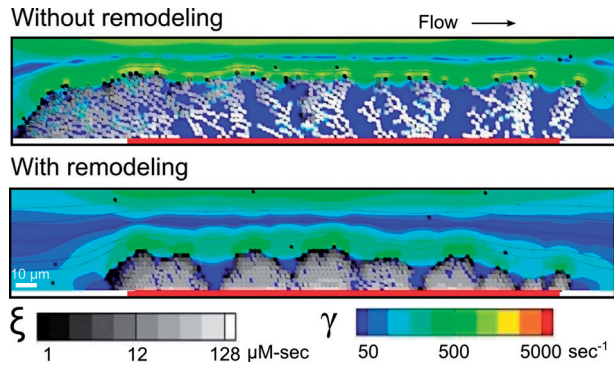 Without remodeling
Flow
With remodeling
10 µm
ξ
1 12 128 µM-sec
γ
50 500 5000 sec⁻¹